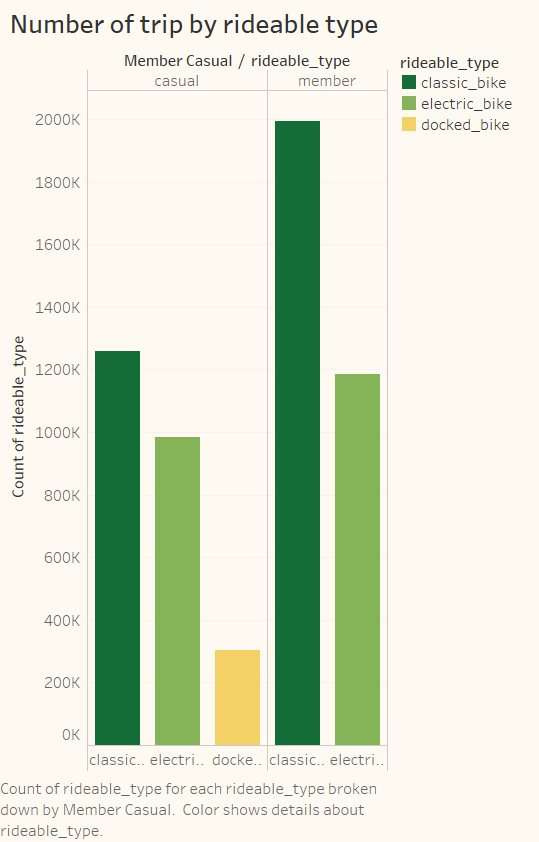 Number of trip by rideable type
Member Casual / rideable_type
casual
member
rideable_type
classic_bike
electric_bike
docked_bike
Count of rideable_type
2000K
1800K
1600K
1400K
1200K
1000K
800K
600K
400K
200K
0K
classic.. electri.. docke.. classic.. electri..
Count of rideable_type for each rideable_type broken
down by Member Casual. Color shows details about
rideable_type.